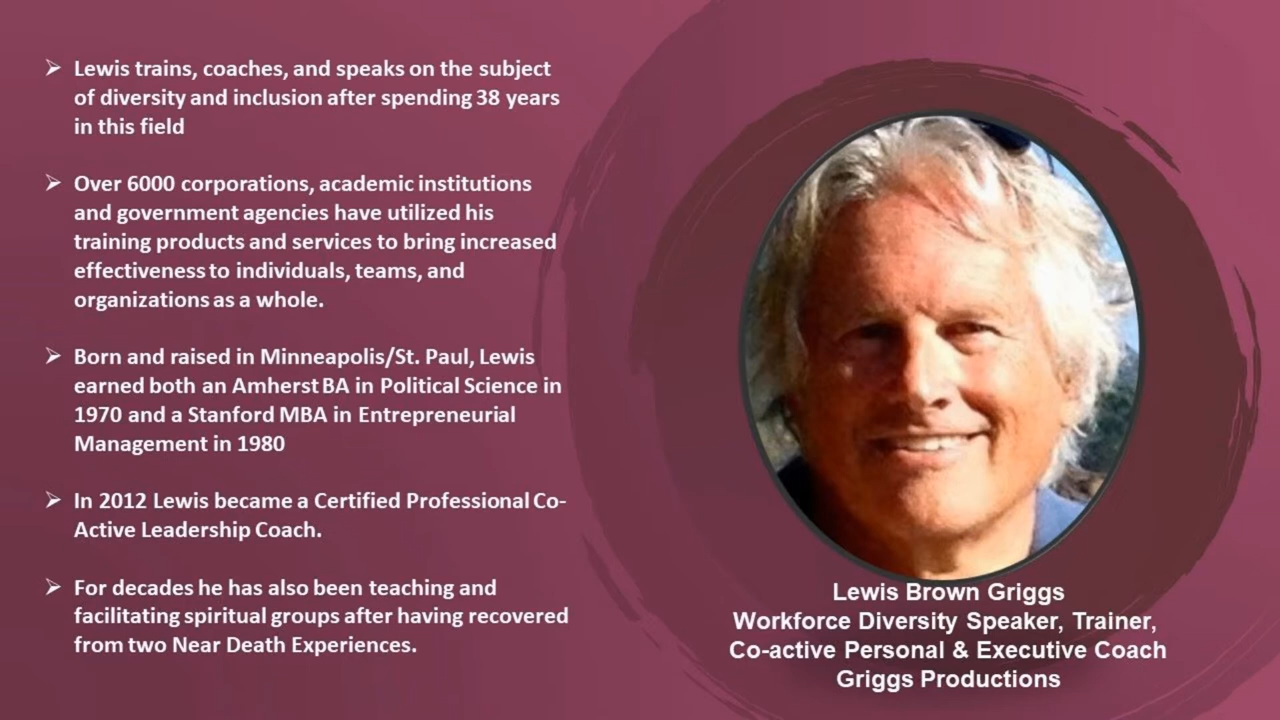 Lewis trains, coaches, and speaks on the subject
of diversity and inclusion after spending 38 years
in this field
Over 6000 corporations, academic institutions
and government agencies have utilized his
training products and services to bring increased
effectiveness to individuals, teams, and
organizations as a whole.
Born and raised in Minneapolis/St. Paul, Lewis
earned both an Amherst BA in Political Science in
1970 and a Stanford MBA in Entrepreneurial
Management in 1980
In 2012 Lewis became a Certified Professional Co-
Active Leadership Coach.
For decades he has also been teaching and
facilitating spiritual groups after having recovered
from two Near Death Experiences.
Lewis Brown Griggs
Workforce Diversity Speaker, Trainer,
Co-active Personal & Executive Coach
Griggs Productions